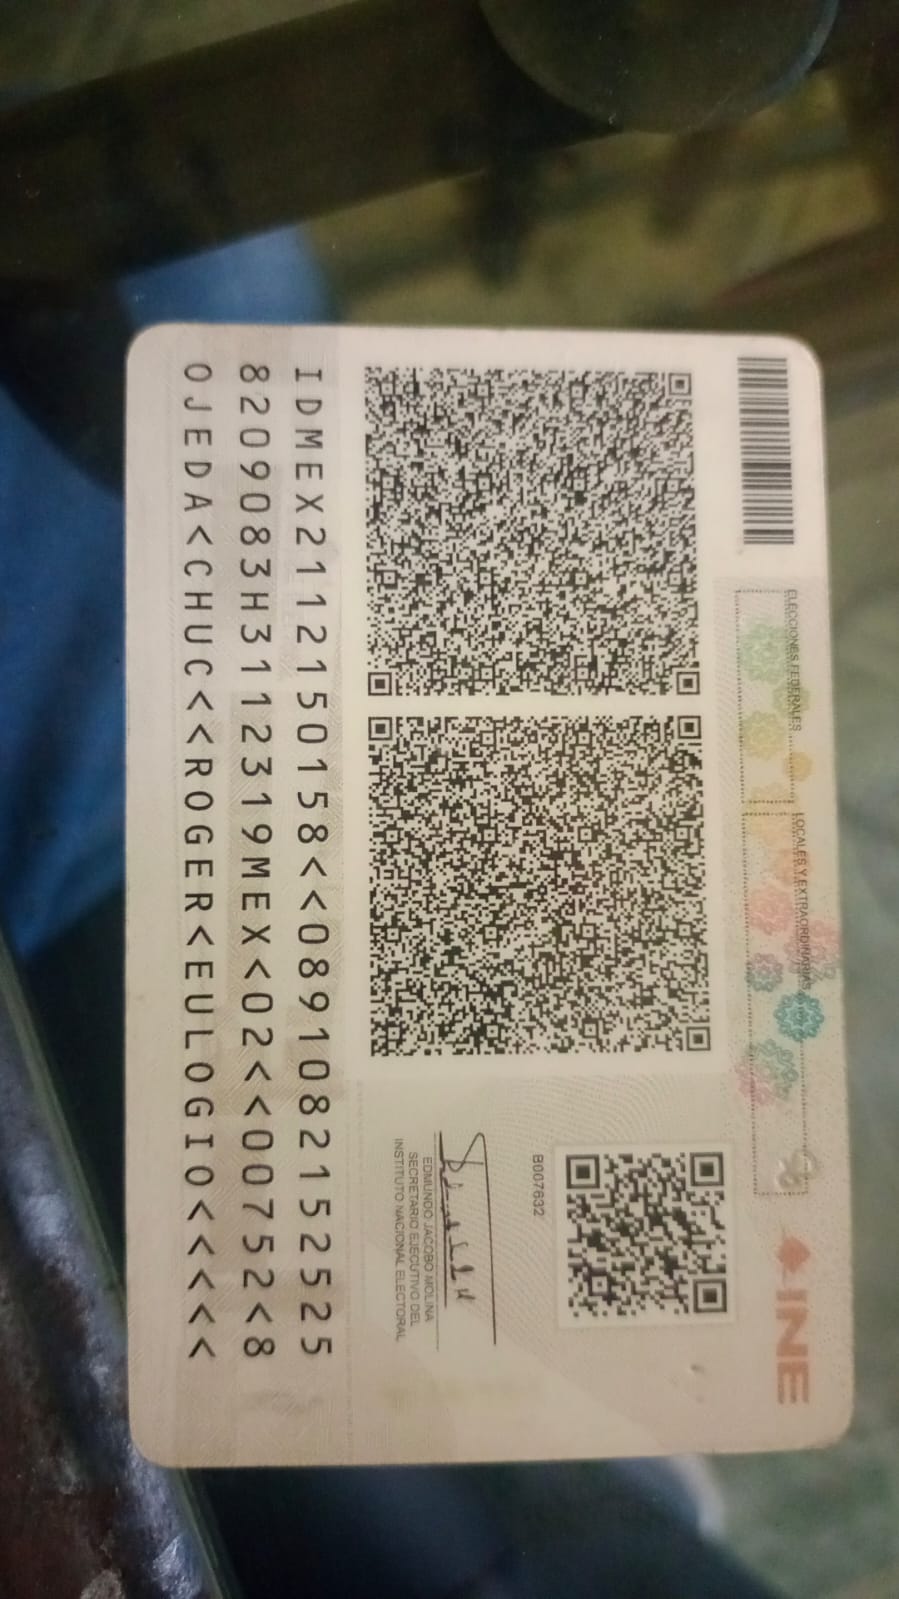 ELECCIONES FEDERALES
LOCALES Y EXTRAORDINARIAS
INE
B007632
EDMUNDO JACOBO MOLINA
SECRETARIO EJECUTIVO DEL
INSTITUTO NACIONAL ELECTORAL
IDMEX2112150158<<0891082152525
8209083H3112319MEX<02<<00752<8
OJEDA<CHUC<<ROGER<EULOGIO<<<<<